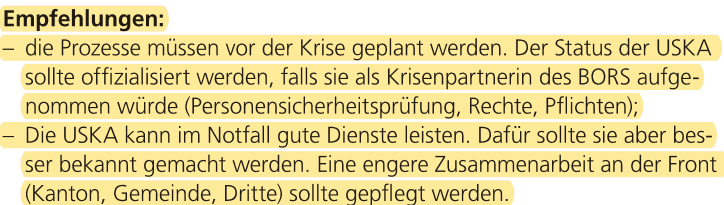 Empfehlungen:
– die Prozesse müssen vor der Krise geplant werden. Der Status der USKA
sollte offizialisiert werden, falls sie als Krisenpartnerin des BORS aufge-
nommen würde (Personensicherheitsprüfung, Rechte, Pflichten);
– Die USKA kann im Notfall gute Dienste leisten. Dafür sollte sie aber bes-
ser bekannt gemacht werden. Eine engere Zusammenarbeit an der Front
(Kanton, Gemeinde, Dritte) sollte gepflegt werden.